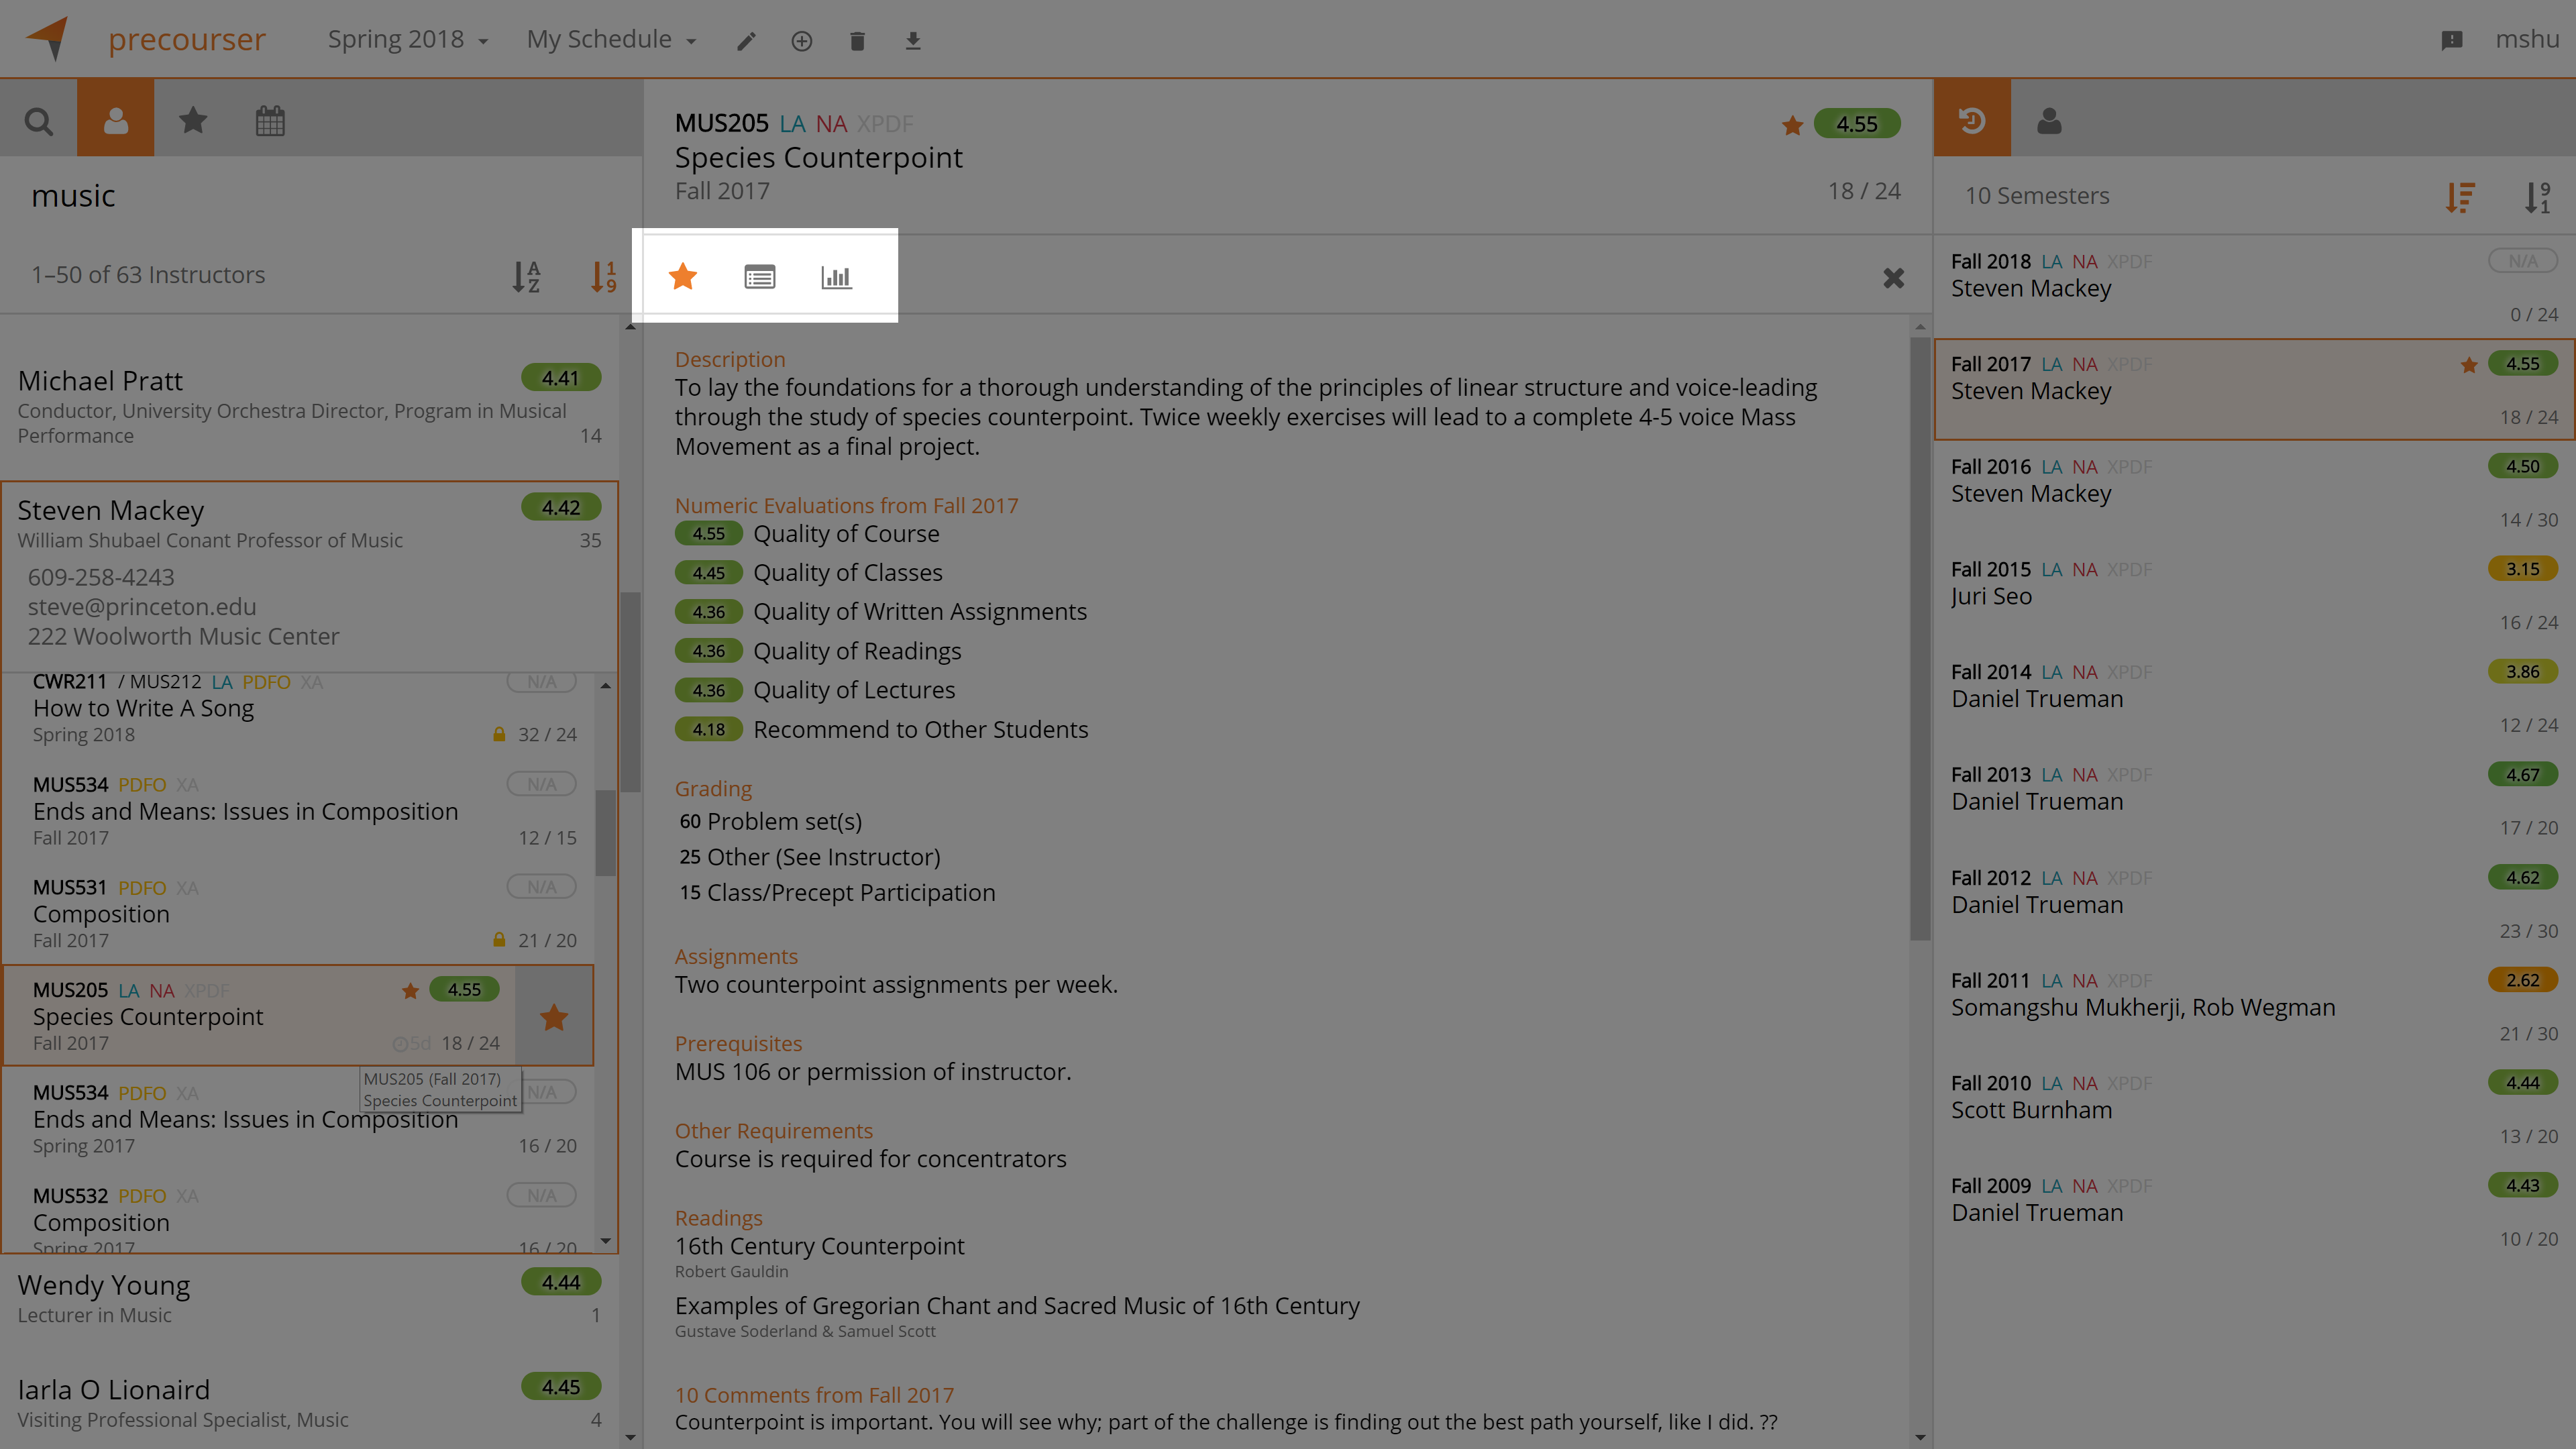 precourser
Spring 2018
My Schedule
mshu
music
1–50 of 63 Instructors
A
Z
1
9
Michael Pratt
4.41
Conductor, University Orchestra Director, Program in Musical
Performance
14
Steven Mackey
4.42
William Shubael Conant Professor of Music
35
609-258-4243
steve@princeton.edu
222 Woolworth Music Center
CWR211 / MUS212 LA PDFO XA
N/A
How to Write A Song
Spring 2018
32 / 24
MUS534 PDFO XA
N/A
Ends and Means: Issues in Composition
Fall 2017
12 / 15
MUS531 PDFO XA
N/A
Composition
Fall 2017
21 / 20
MUS205 LA NA XPDF
4.55
Species Counterpoint
Fall 2017
5d 18 / 24
MUS205 (Fall 2017)
Species Counterpoint
MUS534 PDFO XA
N/A
Ends and Means: Issues in Composition
Spring 2017
16 / 20
MUS532 PDFO XA
N/A
Composition
Spring 2017
16 / 20
Wendy Young
4.44
Lecturer in Music
1
Iarla O Lionaird
4.45
Visiting Professional Specialist, Music
4
MUS205 LA NA XPDF
4.55
Species Counterpoint
Fall 2017
18 / 24
Description
To lay the foundations for a thorough understanding of the principles of linear structure and voice-leading
through the study of species counterpoint. Twice weekly exercises will lead to a complete 4-5 voice Mass
Movement as a final project.
Numeric Evaluations from Fall 2017
4.55 Quality of Course
4.45 Quality of Classes
4.36 Quality of Written Assignments
4.36 Quality of Readings
4.36 Quality of Lectures
4.18 Recommend to Other Students
Grading
60 Problem set(s)
25 Other (See Instructor)
15 Class/Precept Participation
Assignments
Two counterpoint assignments per week.
Prerequisites
MUS 106 or permission of instructor.
Other Requirements
Course is required for concentrators
Readings
16th Century Counterpoint
Robert Gauldin
Examples of Gregorian Chant and Sacred Music of 16th Century
Gustave Soderland & Samuel Scott
10 Comments from Fall 2017
Counterpoint is important. You will see why; part of the challenge is finding out the best path yourself, like I did. ??
10 Semesters
9
1
Fall 2018 LA NA XPDF
N/A
Steven Mackey
0 / 24
Fall 2017 LA NA XPDF
4.55
Steven Mackey
18 / 24
Fall 2016 LA NA XPDF
4.50
Steven Mackey
14 / 30
Fall 2015 LA NA XPDF
3.15
Juri Seo
16 / 24
Fall 2014 LA NA XPDF
3.86
Daniel Trueman
12 / 24
Fall 2013 LA NA XPDF
4.67
Daniel Trueman
17 / 20
Fall 2012 LA NA XPDF
4.62
Daniel Trueman
23 / 30
Fall 2011 LA NA XPDF
2.62
Somangshu Mukherji, Rob Wegman
21 / 30
Fall 2010 LA NA XPDF
4.44
Scott Burnham
13 / 20
Fall 2009 LA NA XPDF
4.43
Daniel Trueman
10 / 20